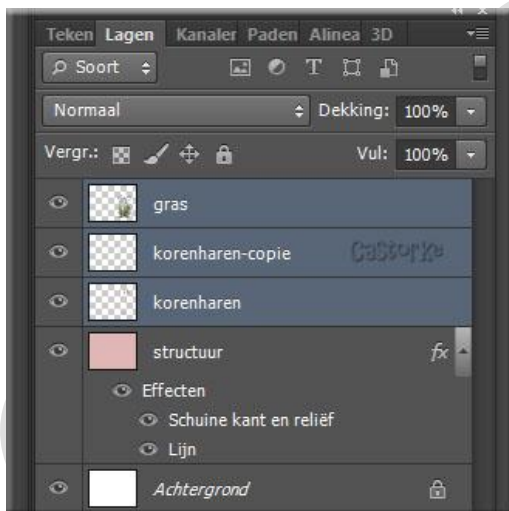 Teken Lagen Kanaler Paden Alinea 3D
Soort
Normaal Dekking: 100%
Vergr.: Vul: 100%
gras
korenharen-copie CaStorke
korenharen
structuur fx
Effecten
Schuine kant en reliëf
Lijn
Achtergrond